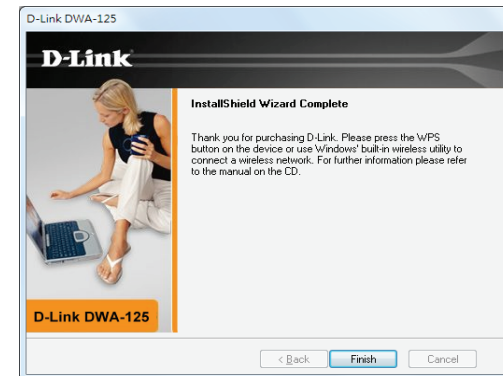 D-Link DWA-125
D-Link
InstallShield Wizard Complete
Thank you for purchasing D-Link. Please press the WPS
button on the device or use Windows' built-in wireless utility to
connect a wireless network. For further information please refer
to the manual on the CD.
D-Link DWA-125
< Back Finish Cancel